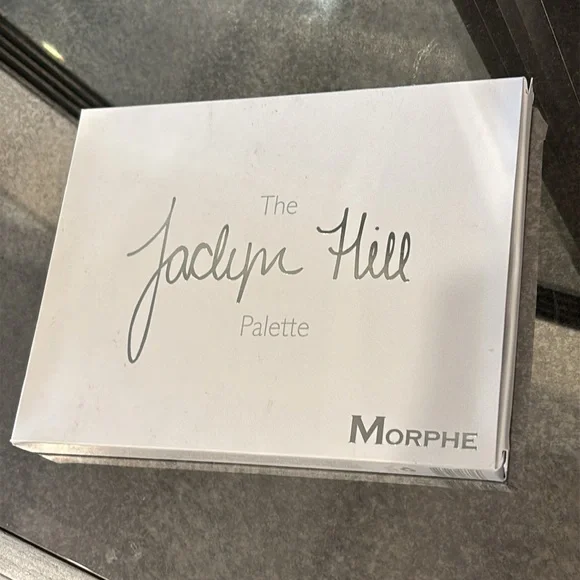 The
Jaclyn Hill
Palette
MORPHE